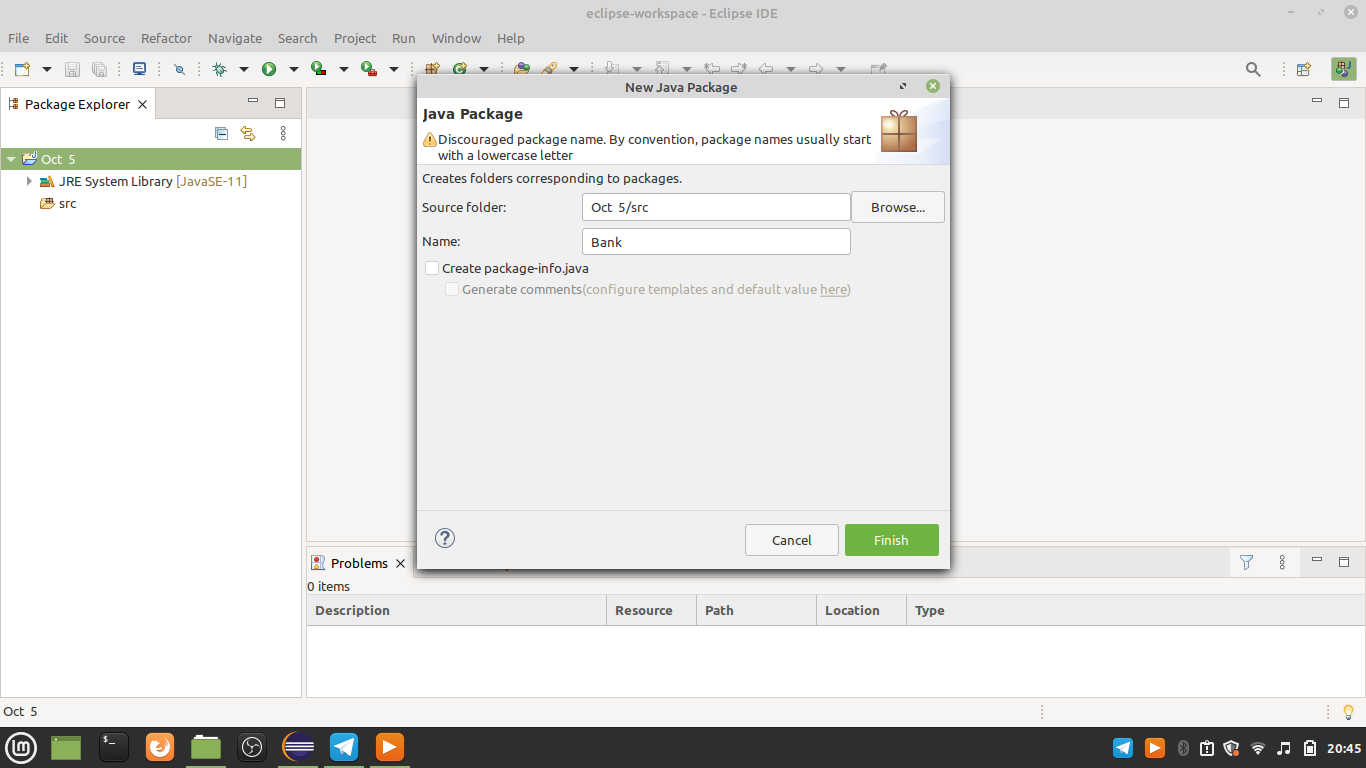 eclipse-workspace - Eclipse IDE
File Edit Source Refactor Navigate Search Project Run Window Help
Package Explorer
Oct 5
JRE System Library [JavaSE-11]
src
New Java Package
Java Package
Discouraged package name. By convention, package names usually start
with a lowercase letter
Creates folders corresponding to packages.
Source folder: Oct 5/src Browse...
Name: Bank
Create package-info.java
Generate comments(configure templates and default value here)
? Cancel Finish
Problems
0 items
Description Resource Path Location Type
Oct 5
20:45